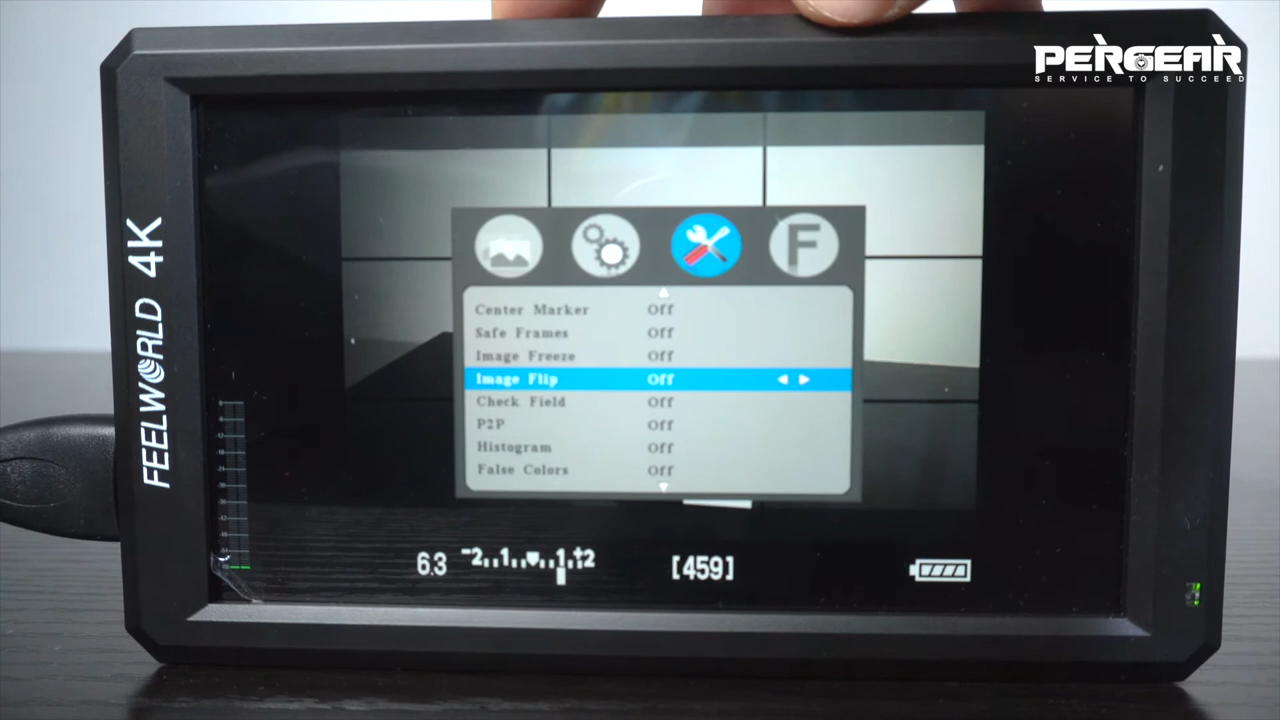 PERGEAR
SERVICE TO SUCCEED
FEELWORLD 4K
F
Center Marker Off
Safe Frames Off
Image Freeze Off
Image Flip Off
Check Field Off
P2P Off
Histogram Off
False Colors Off
6.3 -2..1..▼..1.+2
[459]